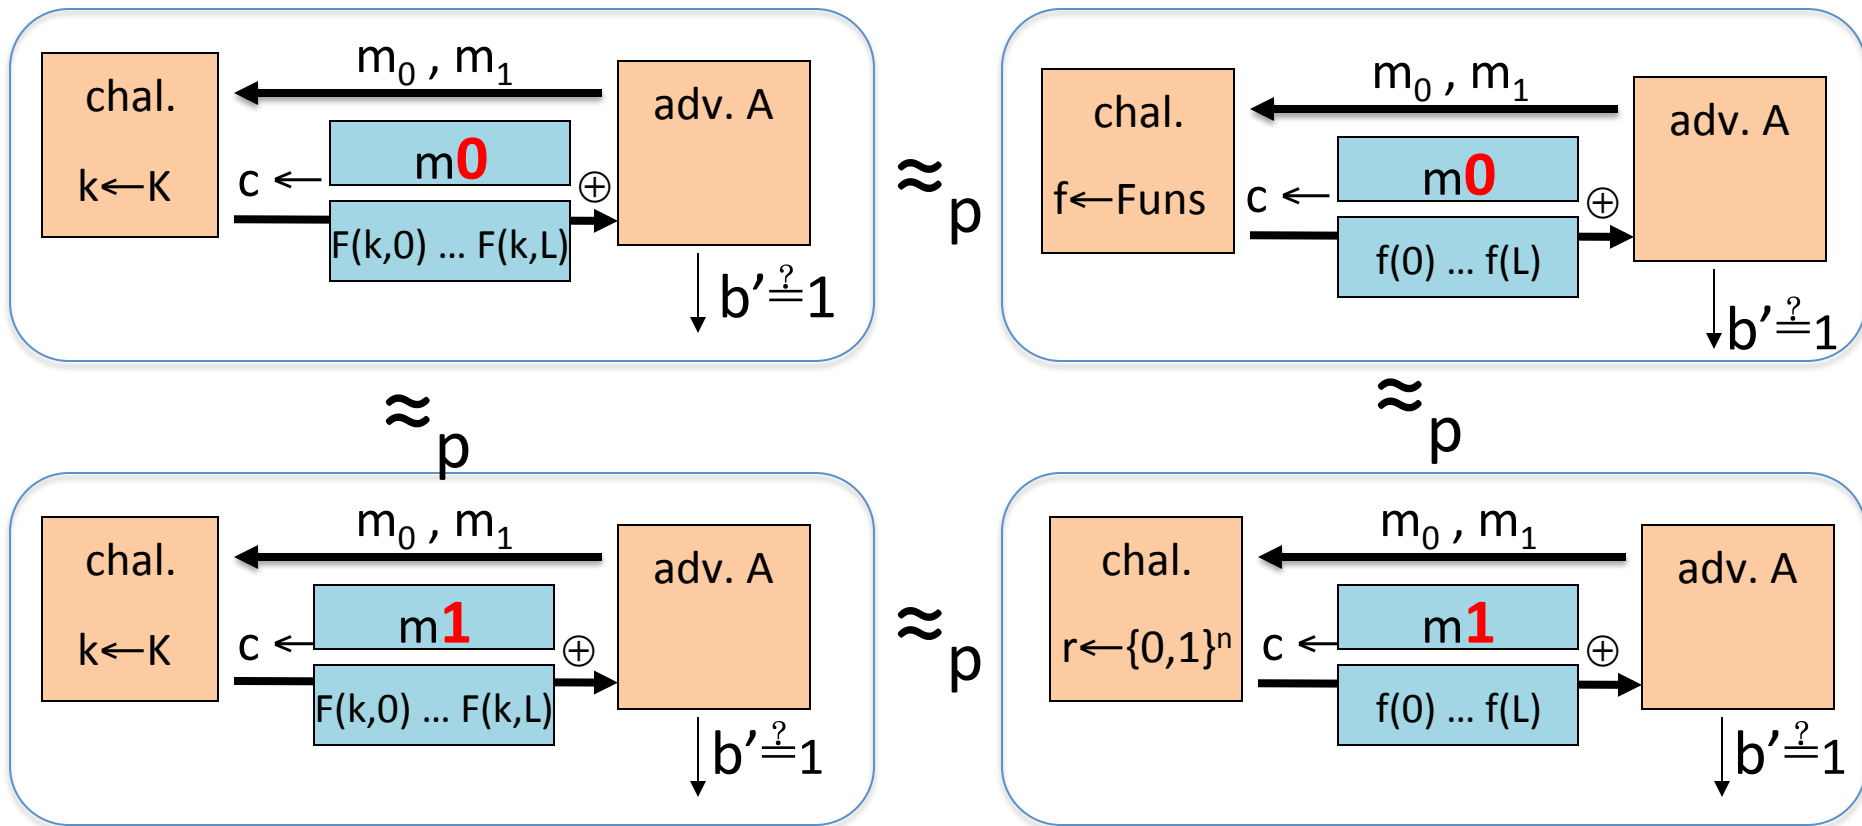 m₀ , m₁
chal.
adv. A
m0
k←K
c ←
⊕
F(k,0) … F(k,L)
b’≟1
≈p
m₀ , m₁
chal.
adv. A
m0
f←Funs
c ←
⊕
f(0) … f(L)
b’≟1
≈p
≈p
m₀ , m₁
chal.
adv. A
m1
k←K
c ←
⊕
F(k,0) … F(k,L)
b’≟1
≈p
m₀ , m₁
chal.
adv. A
m1
r←{0,1}ⁿ
c ←
⊕
f(0) … f(L)
b’≟1